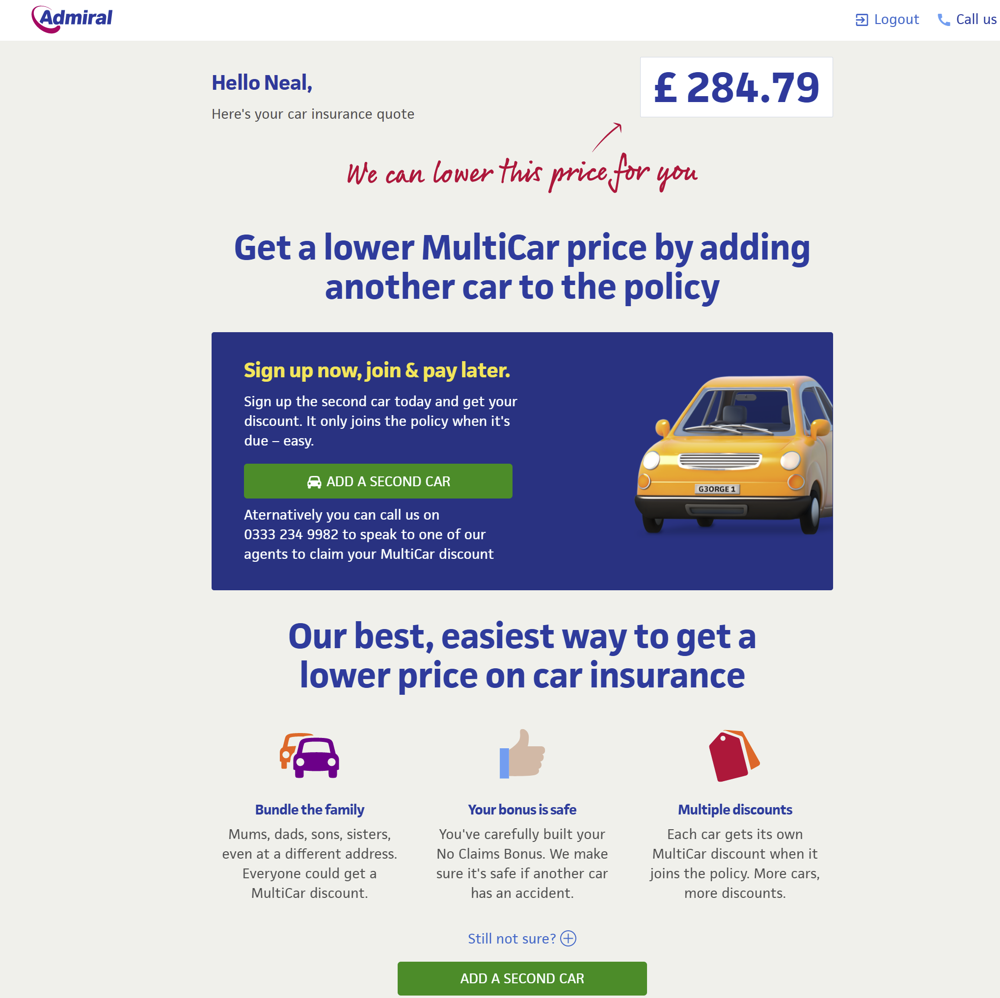 Admiral
Logout
Call us
Hello Neal,
£ 284.79
Here's your car insurance quote
We can lower this price for you
Get a lower MultiCar price by adding
another car to the policy
Sign up now, join & pay later.
Sign up the second car today and get your
discount. It only joins the policy when it's
due – easy.
ADD A SECOND CAR
Aternatively you can call us on
0333 234 9982 to speak to one of our
agents to claim your MultiCar discount
G3ORGE 1
Our best, easiest way to get a
lower price on car insurance
Bundle the family
Mums, dads, sons, sisters,
even at a different address.
Everyone could get a
MultiCar discount.
Your bonus is safe
You've carefully built your
No Claims Bonus. We make
sure it's safe if another car
has an accident.
Multiple discounts
Each car gets its own
MultiCar discount when it
joins the policy. More cars,
more discounts.
Still not sure?
ADD A SECOND CAR